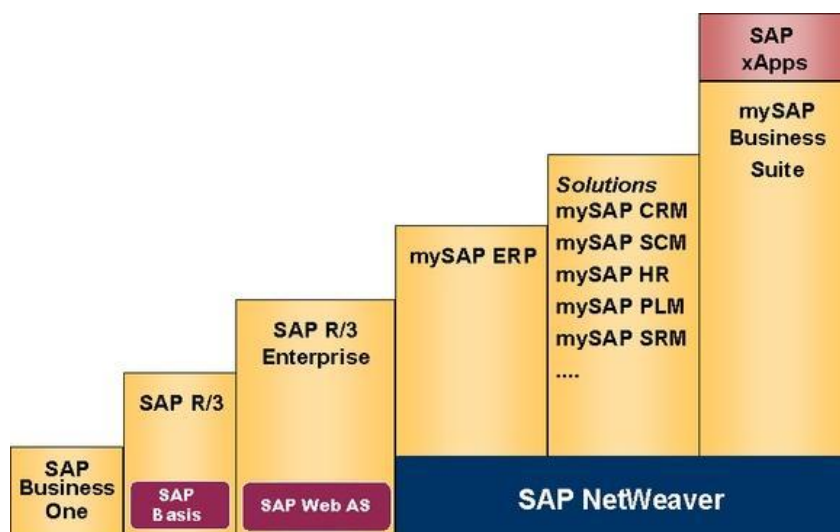 SAP
Business
One
SAP R/3
SAP
Basis
SAP R/3
Enterprise
SAP Web AS
mySAP ERP
Solutions
mySAP CRM
mySAP SCM
mySAP HR
mySAP PLM
mySAP SRM
....
SAP
xApps
mySAP
Business
Suite
SAP NetWeaver